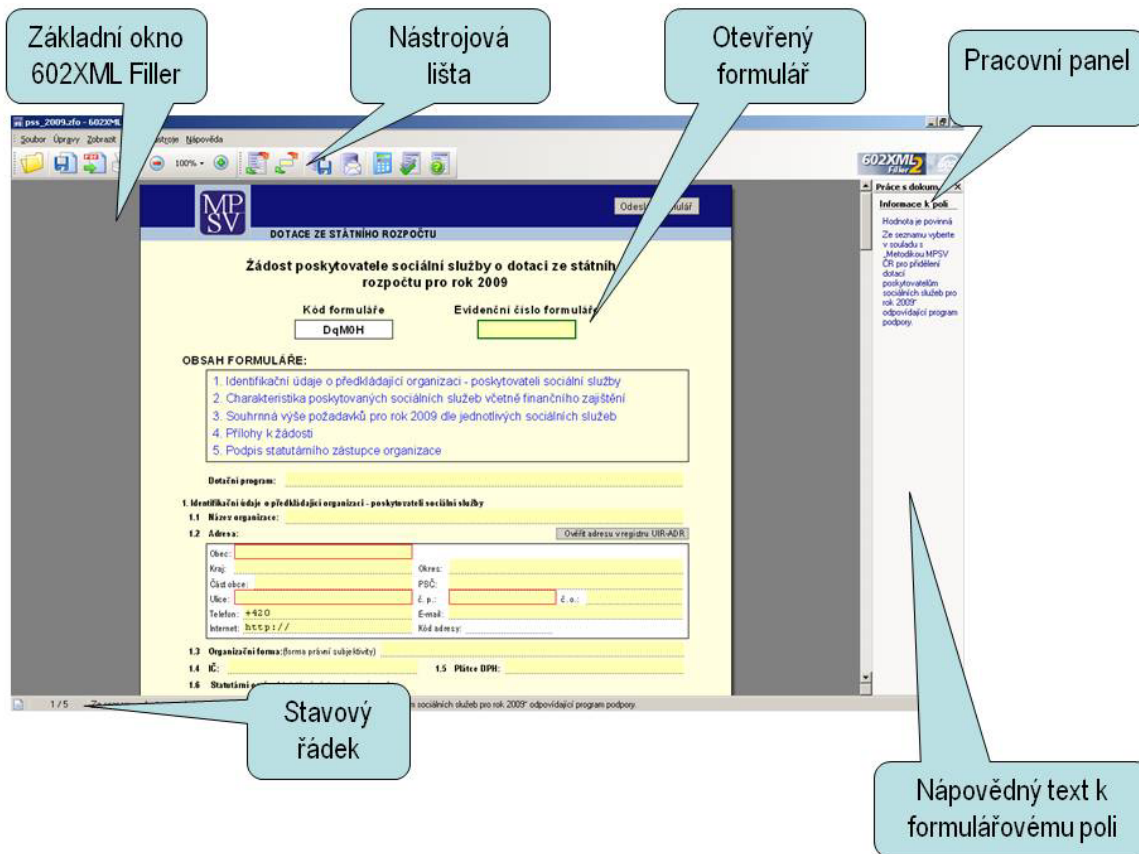 Základní okno
602XML Filler
Nástrojová
lišta
Otevřený
formulář
Pracovní panel
pss_2009.zfo - 602XML
Soubor Úpravy Zobrazit Nástroje Nápověda
100%
602XML
Filler 2
Práce s dokum
Informace k poli
Hodnota je povinná
Ze seznamu vyberte
v souladu s
„Metodikou MPSV
ČR pro přidělení
dotací
poskytovatelům
sociálních služeb pro
rok 2009“
odpovídající program
podpory.
MPSV
DOTACE ZE STÁTNÍHO ROZPOČTU
Žádost poskytovatele sociální služby o dotaci ze státního
rozpočtu pro rok 2009
Kód formuláře Evidenční číslo formuláře
DqM0H
OBSAH FORMULÁŘE:
1. Identifikační údaje o předkládající organizaci - poskytovateli sociální služby
2. Charakteristika poskytovaných sociálních služeb včetně finančního zajištění
3. Souhrnná výše požadavků pro rok 2009 dle jednotlivých sociálních služeb
4. Přílohy k žádosti
5. Podpis statutárního zástupce organizace
Dotační program:
1. Identifikační údaje o předkládající organizaci - poskytovateli sociální služby
1.1 Název organizace:
1.2 Adresa: Ověřit adresu v registru UIR-ADR
Obec:
Kraj: Okres:
Část obce: PSČ:
Ulice: č. p.: č. o.:
Telefon: +420 E-mail:
Internet: http:// Kód adresy:
1.3 Organizační forma:(forma právní subjektivity)
1.4 IČ: 1.5 Plátce DPH:
1.6 Statutární
1 / 5 sociálních služeb pro rok 2009“ odpovídající program podpory.
Stavový
řádek
Nápovědný text k
formulářovému poli